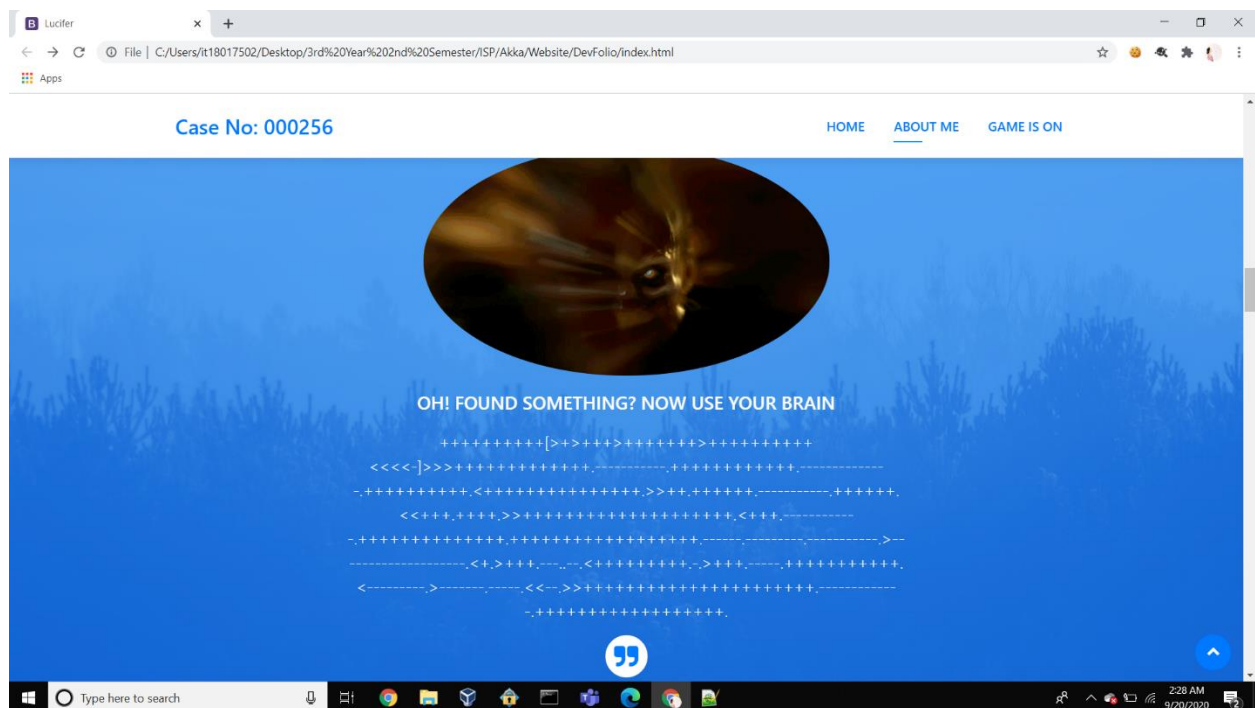 Lucifer
File | C:/Users/it18017502/Desktop/3rd%20Year%202nd%20Semester/ISP/Akka/Website/DevFolio/index.html
Apps
Case No: 000256
HOME ABOUT ME GAME IS ON
OH! FOUND SOMETHING? NOW USE YOUR BRAIN
++++++++++[>+>+++>+++++++>++++++++++
<<<<-]>>>++++++++++++++.-----------.++++++++++++.-------------
-.++++++++++.<++++++++++++++++.>>++.++++++.-----------.++++++.
<<+++.++++.>>++++++++++++++++++++.<+++.-----------
-.++++++++++++++.++++++++++++++++++.------.---------.-----------.>--
------------------.<+.>+++.---..--.<+++++++++.-.>+++.-----.+++++++++++.
<---------.>-------.-----.<<--.>>++++++++++++++++++++++.------------
-.++++++++++++++++++.
Type here to search
2:28 AM
9/20/2020
2